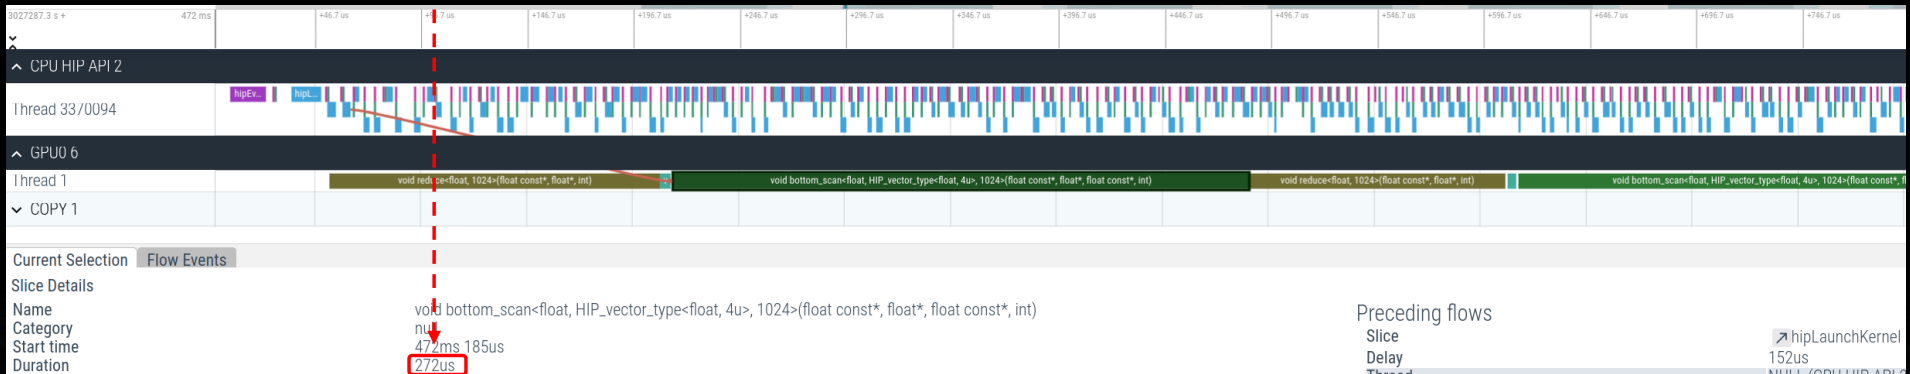 3027287.3 s + 472 ms +46.7 us +96.7 us +146.7 us +196.7 us +246.7 us +296.7 us +346.7 us +396.7 us +446.7 us +496.7 us +546.7 us +596.7 us +646.7 us +696.7 us +746.7 us
CPU HIP API 2
hipEv... hipL...
Thread 3370094
GPU0 6
Thread 1 void reduce<float, 1024>(float const*, float*, int) void bottom_scan<float, HIP_vector_type<float, 4u>, 1024>(float const*, float*, float const*, int) void reduce<float, 1024>(float const*, float*, int) void bottom_scan<float, HIP_vector_type<float, 4u>, 1024>(float const*, f
COPY 1
Current Selection Flow Events
Slice Details
Name void bottom_scan<float, HIP_vector_type<float, 4u>, 1024>(float const*, float*, float const*, int) Preceding flows
Category
Slice hipLaunchKernel
Start time 472ms 185us
Delay 152us
Duration 272us